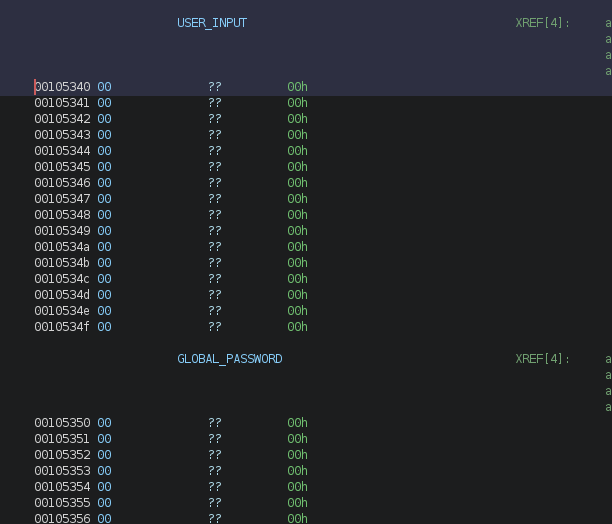 USER_INPUT XREF[4]: a
a
a
a
00105340 00 ?? 00h
00105341 00 ?? 00h
00105342 00 ?? 00h
00105343 00 ?? 00h
00105344 00 ?? 00h
00105345 00 ?? 00h
00105346 00 ?? 00h
00105347 00 ?? 00h
00105348 00 ?? 00h
00105349 00 ?? 00h
0010534a 00 ?? 00h
0010534b 00 ?? 00h
0010534c 00 ?? 00h
0010534d 00 ?? 00h
0010534e 00 ?? 00h
0010534f 00 ?? 00h
GLOBAL_PASSWORD XREF[4]: a
a
a
a
00105350 00 ?? 00h
00105351 00 ?? 00h
00105352 00 ?? 00h
00105353 00 ?? 00h
00105354 00 ?? 00h
00105355 00 ?? 00h
00105356 00 ?? 00h